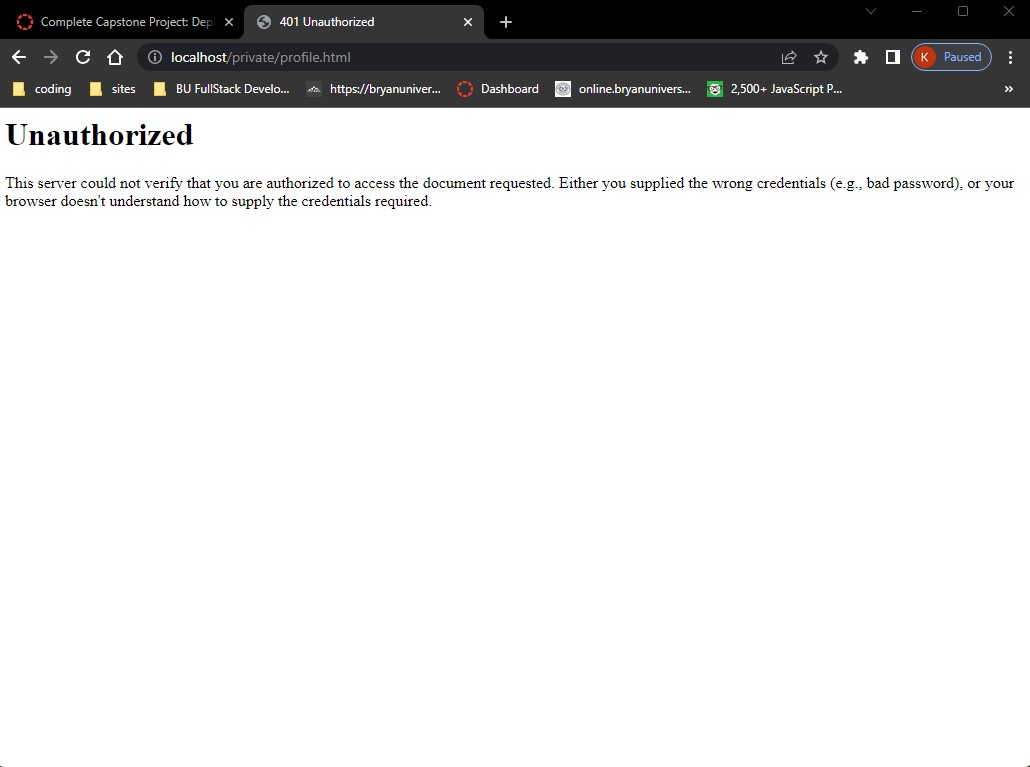 Complete Capstone Project: Dep
401 Unauthorized
localhost/private/profile.html
K Paused
coding
sites
BU FullStack Develo...
https://bryanuniver...
Dashboard
online.bryanunivers...
2,500+ JavaScript P...
»
Unauthorized
This server could not verify that you are authorized to access the document requested. Either you supplied the wrong credentials (e.g., bad password), or your
browser doesn't understand how to supply the credentials required.